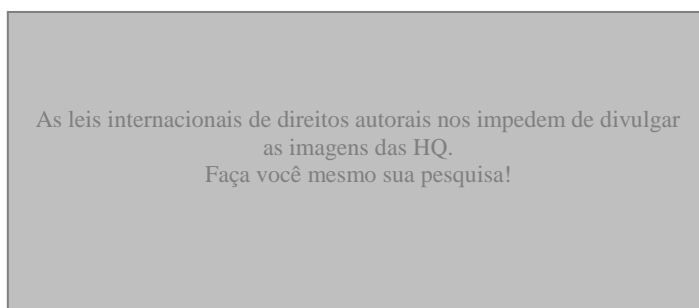 As leis internacionais de direitos autorais nos impedem de divulgar
as imagens das HQ.
Faça você mesmo sua pesquisa!